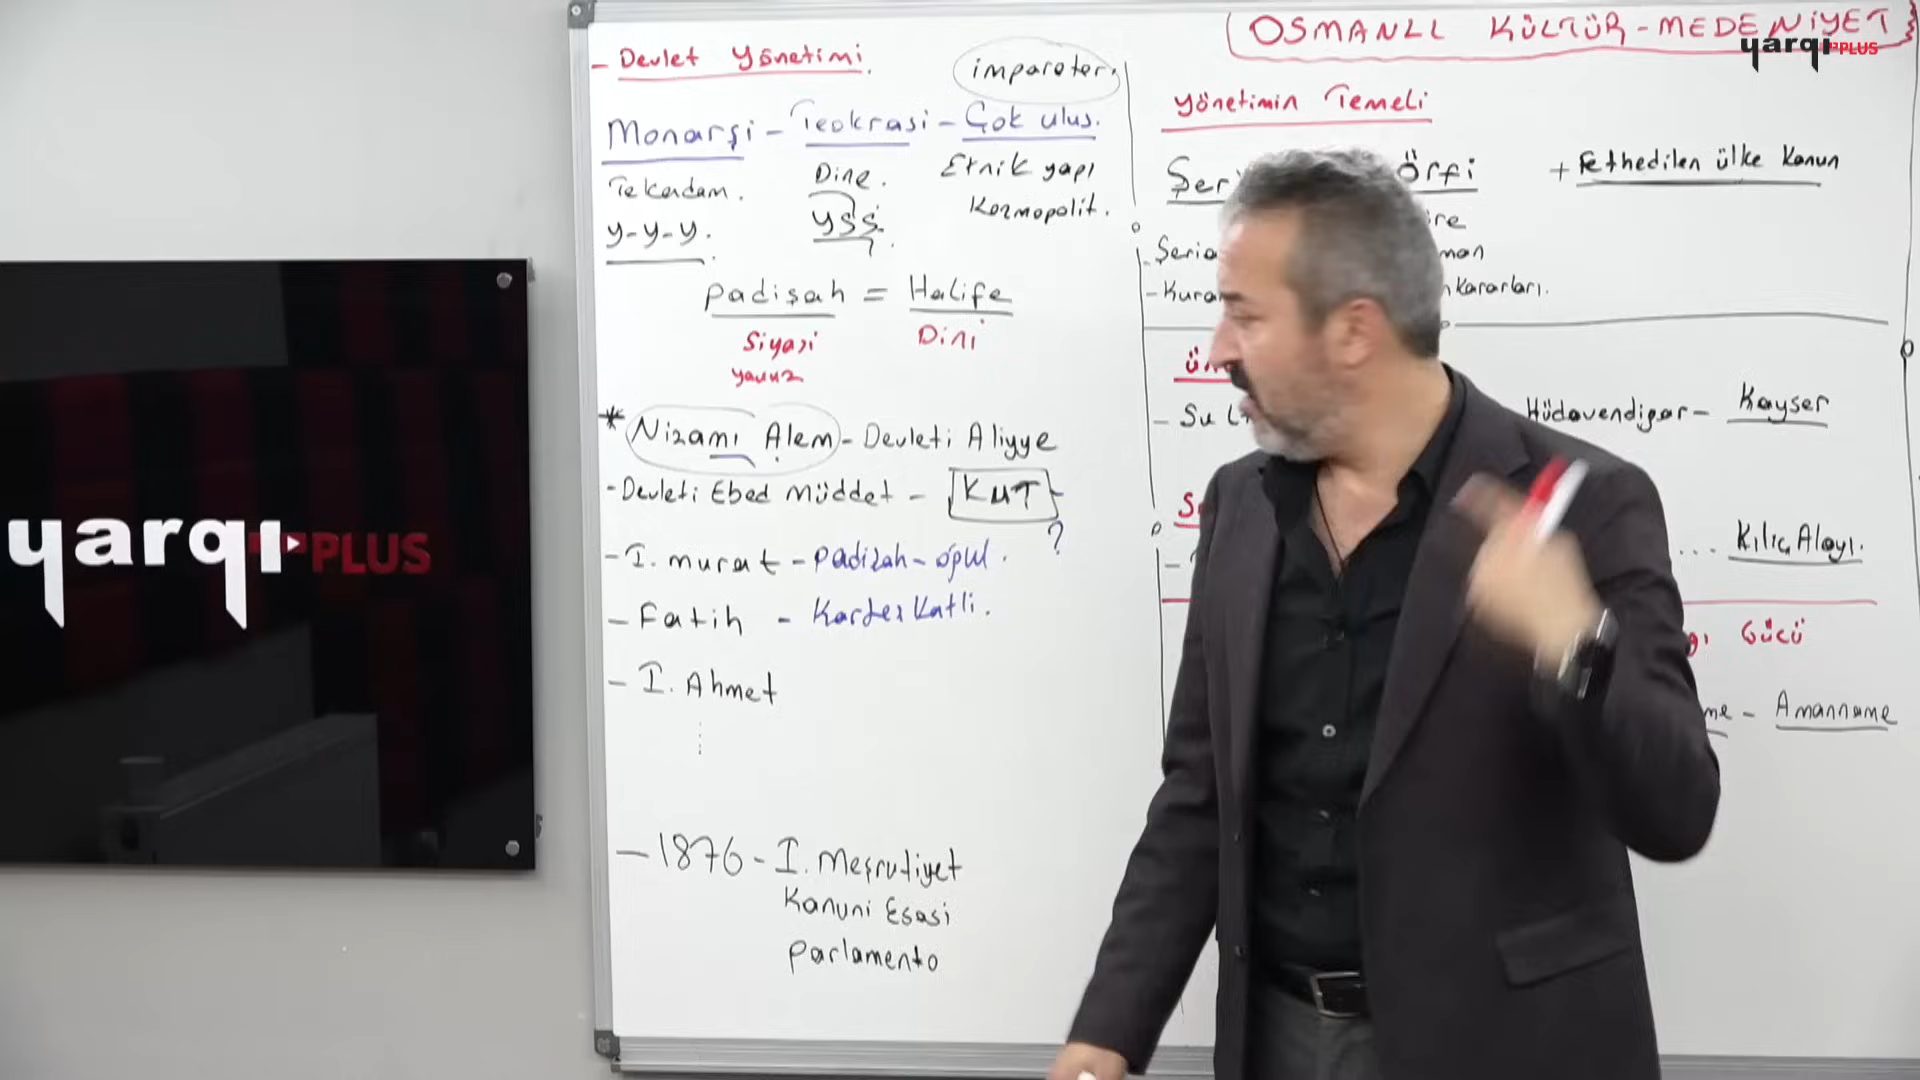 OSMANLI KÜLTÜR-MEDENİYET
yarqı PLUS
- Devlet Yönetimi.
imparator.
Monarşi - Teokrasi - Çok ulus.
Tek adam. Dine. Etnik yapı
y-y-y. YSS. Kozmopolit.
padişah = Halife
Siyasi Dini
yavuz
* Nizamı Alem - Devleti Aliyye
- Devleti Ebed Müddet - KUT
?
- I. murat - padişah - oğul.
- Fatih - Kardeş Katli.
- I. Ahmet
- 1876 - I. Meşrutiyet
Kanuni Esasi
parlamento
yönetimin Temeli
Örfi + Fethedilen ülke Kanun
kararları.
Hüdavendigar - Kayser
Kılıç Alayı.
Gücü
- Amanname
yarqı PLUS